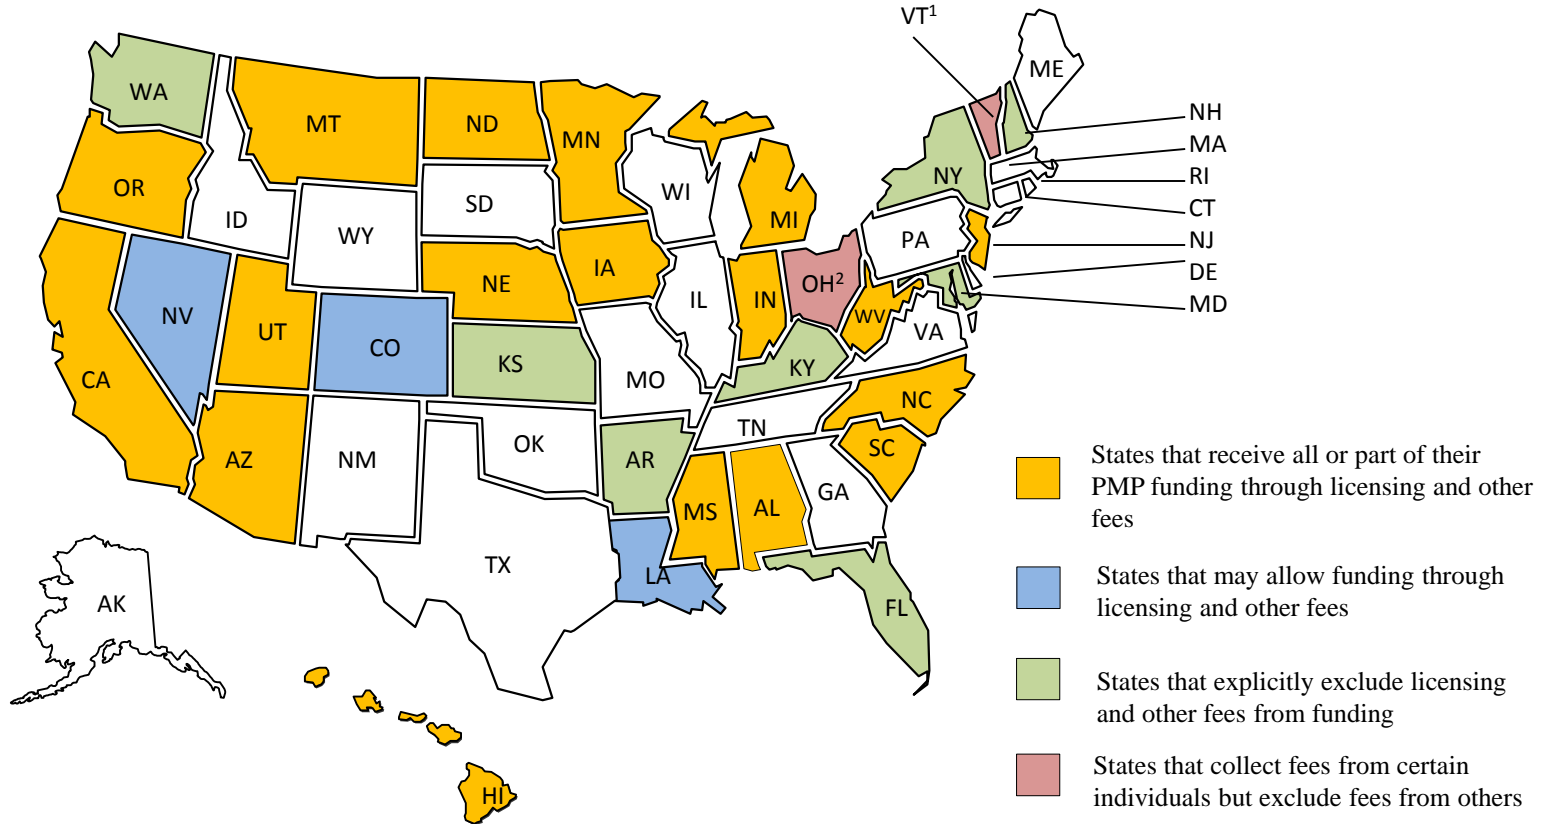 VT¹
ME
WA
MT
ND
MN
NH
MA
OR
ID
SD
WI
NY
RI
CT
WY
MI
PA
NJ
IA
NE
OH²
DE
NV
UT
CO
IL
IN
WV
VA
MD
KS
MO
KY
CA
NC
TN
AZ
NM
OK
AR
SC
GA
MS
AL
TX
LA
FL
AK
HI
States that receive all or part of their
PMP funding through licensing and other
fees
States that may allow funding through
licensing and other fees
States that explicitly exclude licensing
and other fees from funding
States that collect fees from certain
individuals but exclude fees from others